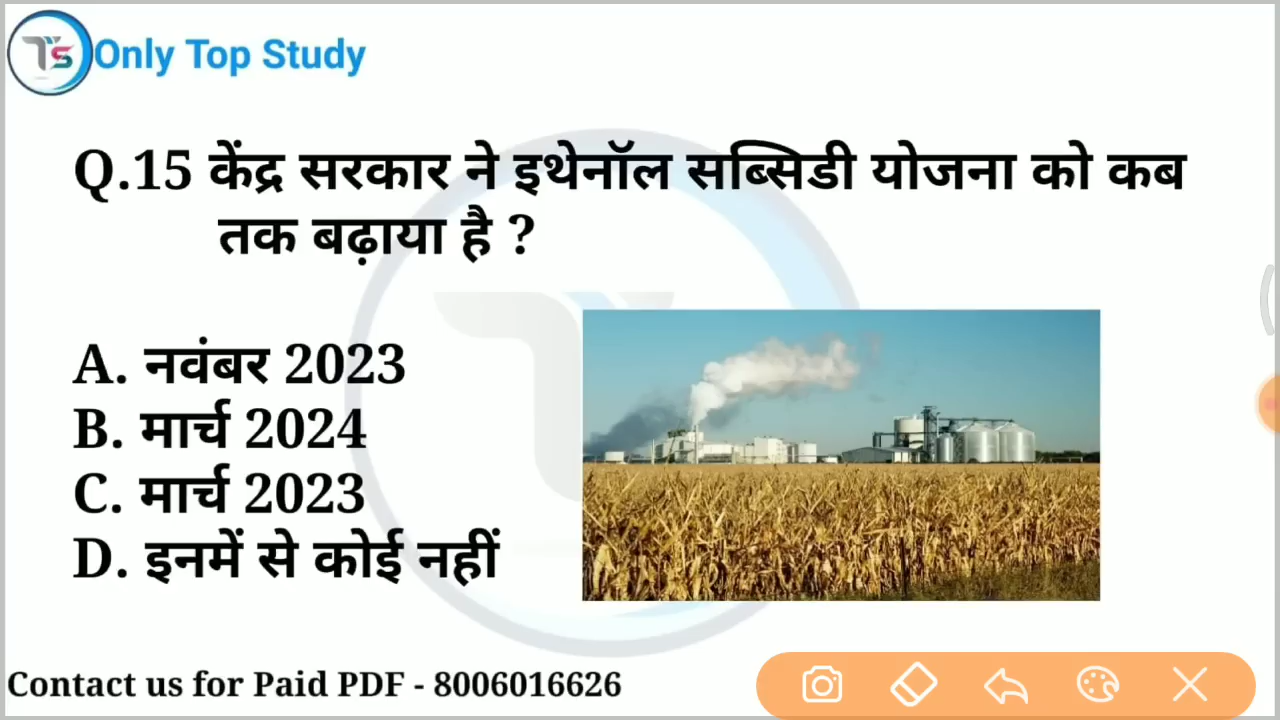 TS Only Top Study
Q.15 केंद्र सरकार ने इथेनॉल सब्सिडी योजना को कब
तक बढ़ाया है ?
A. नवंबर 2023
B. मार्च 2024
C. मार्च 2023
D. इनमें से कोई नहीं
Contact us for Paid PDF - 8006016626